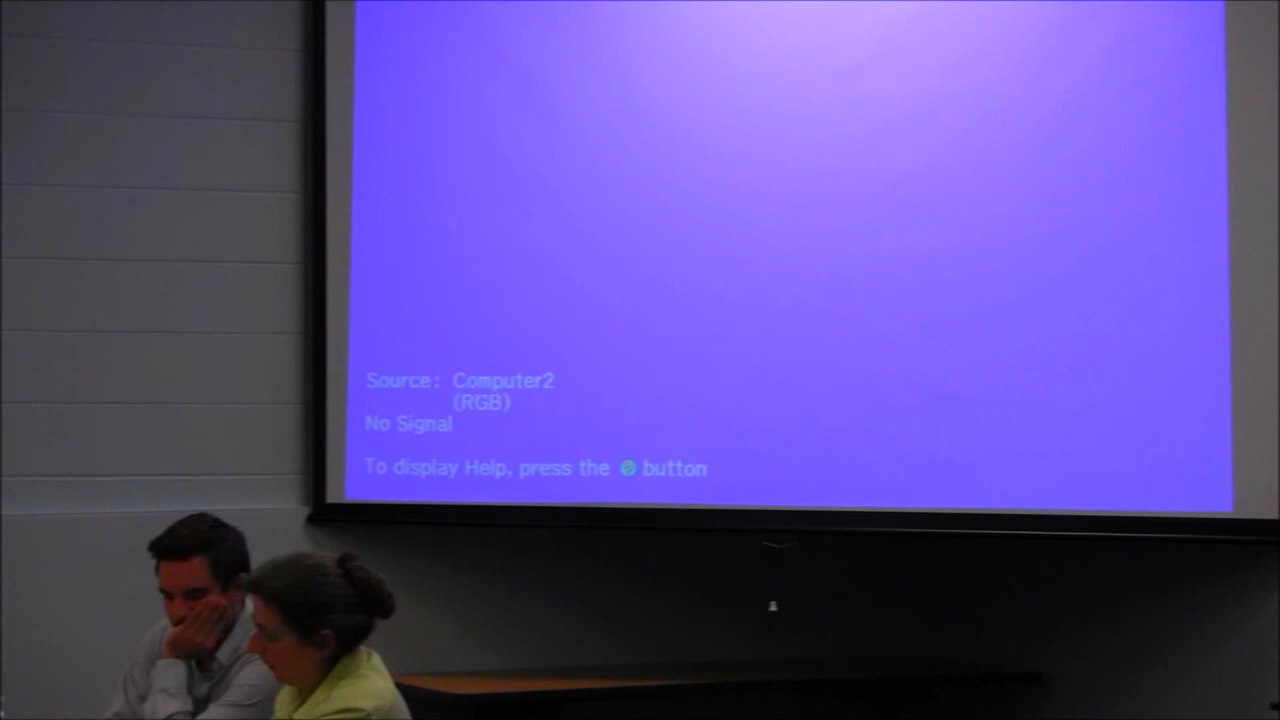 Source: Computer2
(RGB)
No Signal
To display Help, press the button